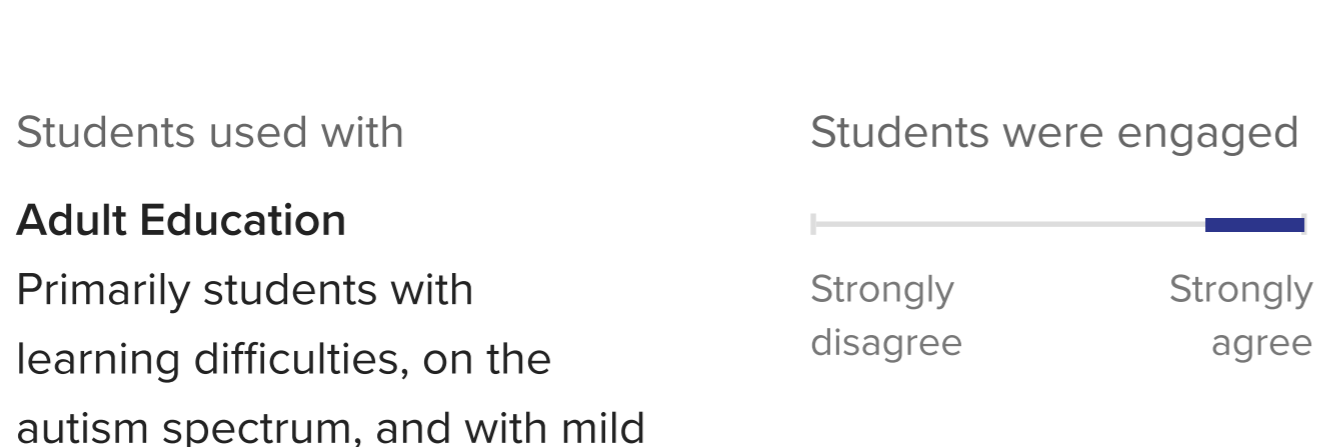 Students used with
Adult Education
Primarily students with
learning difficulties, on the
autism spectrum, and with mild
Students were engaged
Strongly disagree
Strongly agree